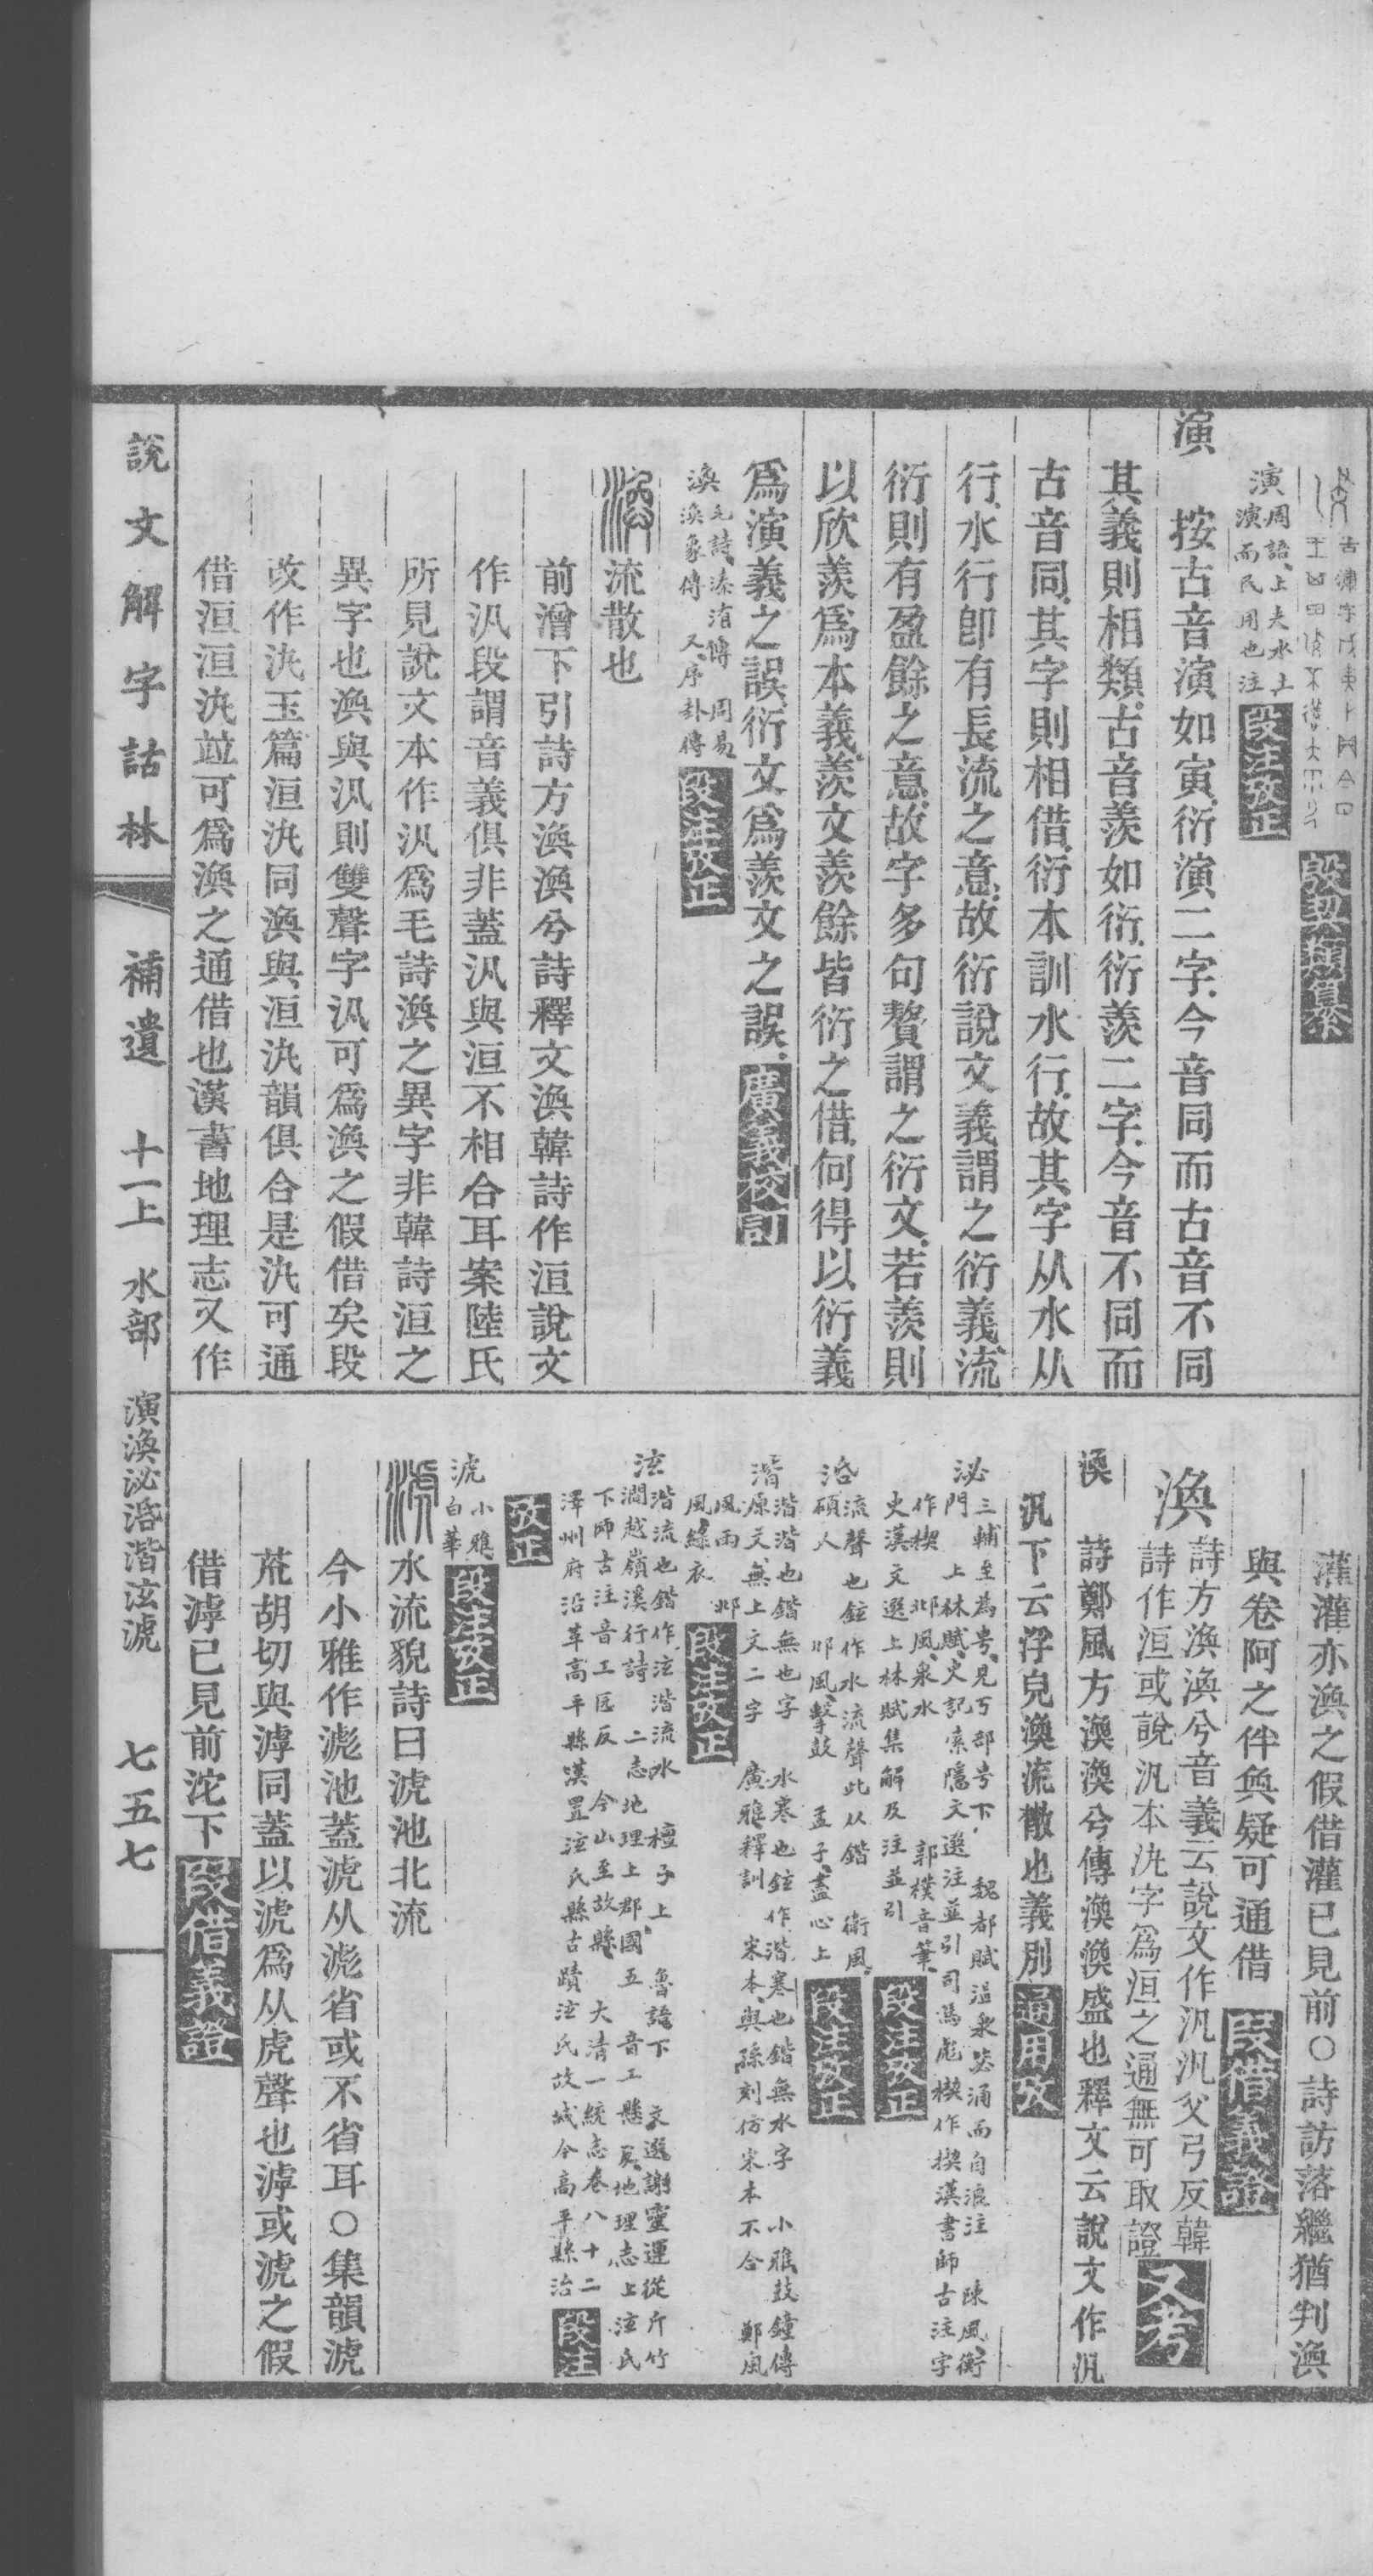 殷契類纂
演周語、上夫水土
演而民用也注
段注攷正
演　按古音演如寅、衍演二字、今音同而古音不同
其義則相類、古音羨如衍、衍羨二字、今音不同而
古音同、其字則相借、衍本訓水行、故其字从水从
行、水行卽有長流之意、故衍說文義謂之衍義、流
衍則有盈餘之意、故字多句贅謂之衍文、若羨則
以欣羨爲本義、羨文羨餘皆衍之借、何得以衍義
爲演義之誤、衍文爲羨文之誤、廣義校訂
渙毛詩、溱洧傳　周易、
渙象傳　又、序卦傳
段注攷正
流散也
前潧下引詩方渙渙兮詩釋文渙韓詩作洹說文
作汎段謂音義俱非蓋汎與洹不相合耳案陸氏
所見說文本作汎爲毛詩渙之異字非韓詩洹之
異字也渙與汎則雙聲字汎可爲渙之假借矣段
改作汍玉篇洹汍同渙與洹汍韻俱合是汍可通
借洹洹汍竝可爲渙之通借也漢書地理志又作
灌灌亦渙之假借灌已見前○詩訪落繼猶判渙
與卷阿之伴奐疑可通借　段借義證
渙　詩方渙渙兮音義云說文作汎汎父弓反韓
詩作洹或說汎本汍字爲洹之通無可取證　又考
渙　詩鄭風方渙渙兮傳渙渙盛也釋文云說文作汎
汎下云浮皃渙流散也義別　通用攷
泌三輔至爲㟧、見丂部㟧下、　魏都賦溫泉毖涌而自浪注　陳風、衡
門　上林賦、史記索隱文選注並引司馬彪楔作楔漢書師古注字
作楔　邶風、泉水　郭樸音筆、
史漢文選上林賦集解及注並引　段注攷正
浯流聲也鉉作水流聲此从鍇　衞風、
碩人　邶風、擊鼓　孟子、盡心上　段注攷正
湝湝湝也鍇無也字　水寒也鉉作湝寒也鍇無水字　小雅、鼓鐘傳
源文無上文二字　廣雅、釋訓　宋本、與孫刻仿宋本不合　鄭風
風雨　邶
風、綠衣　段注攷正
泫湝流也鍇作泫湝流水　檀子上　魯語下　文選謝靈運從斤竹
澗越嶺溪行詩　二志　地理上郡國五　音工懸反、地理志上泫氏
下師古注音工㡳反　今山至故縣　大清一統志卷八十二
澤州府沿革高平縣漢置泫氏縣古蹟泫氏故城今高平縣治　段注
攷正
淲小雅、
白華　段注攷正
水流貌詩曰淲池北流
今小雅作滮池蓋淲从滮省或不省耳○集韻淲
荒胡切與滹同蓋以淲爲从虎聲也滹或淲之假
借滹已見前沱下　段借義證
說文解字詁林　補遺　十一上　水部　演渙泌浯湝泫淲　七五七